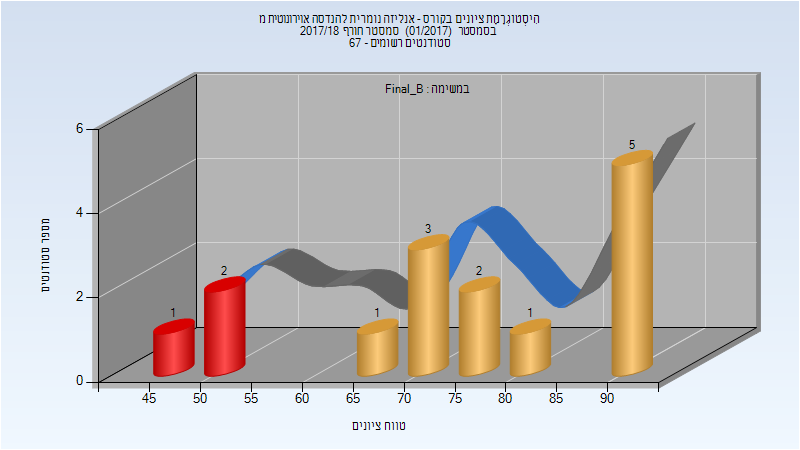 היסטוגרמת ציונים בקורס - אנליזה נומרית להנדסה אוירונוטית מ
בסמסטר (01/2017) סמסטר חורף 2017/18
סטודנטים רשומים - 67
במשימה : Final_B
מספר סטודנטים
6
4
2
0
1
2
1
3
2
1
5
45 50 55 60 65 70 75 80 85 90
טווח ציונים